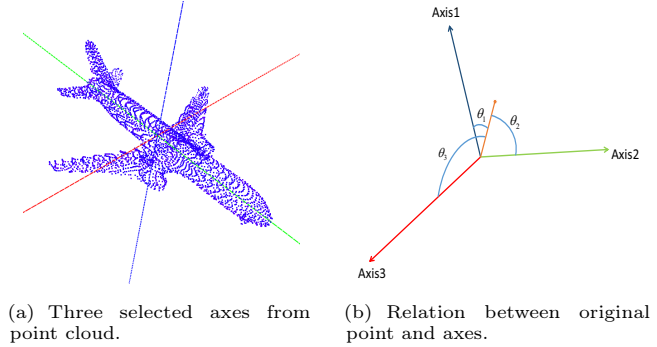 Axis1
θ1
θ2
θ3
Axis2
Axis3
(a) Three selected axes from
point cloud.
(b) Relation between original
point and axes.